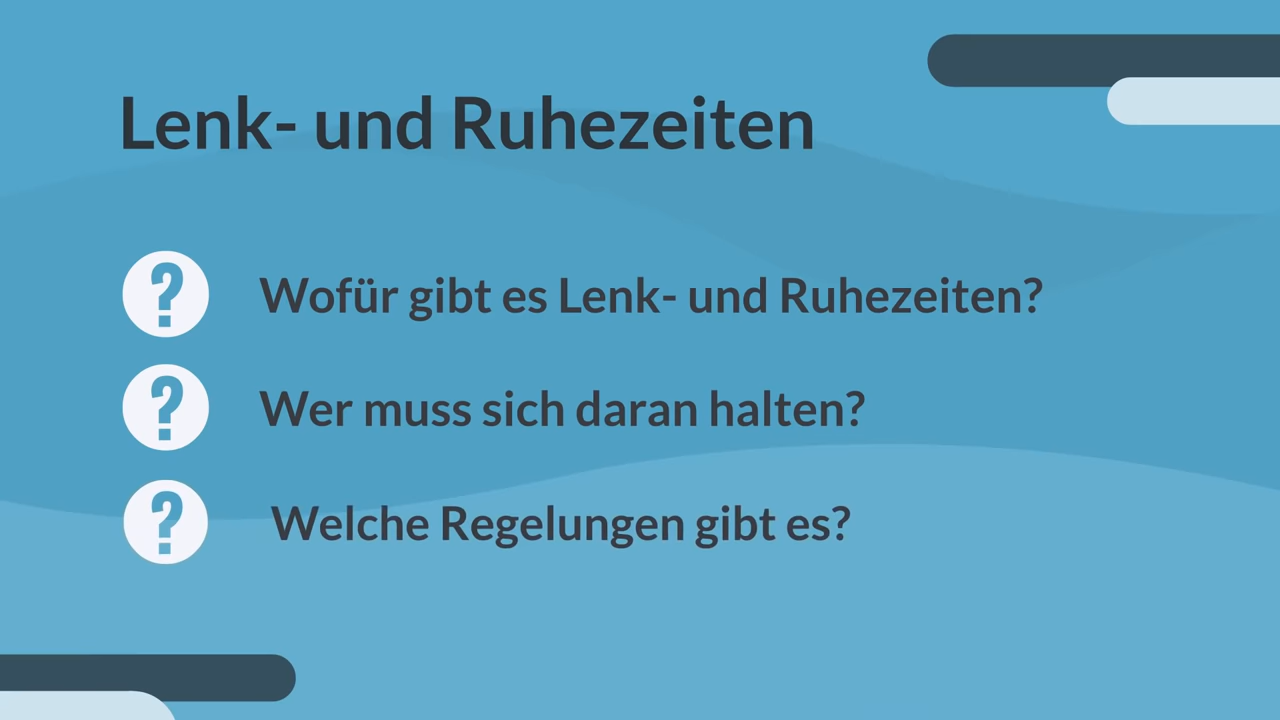 Lenk- und Ruhezeiten
? Wofür gibt es Lenk- und Ruhezeiten?
? Wer muss sich daran halten?
? Welche Regelungen gibt es?